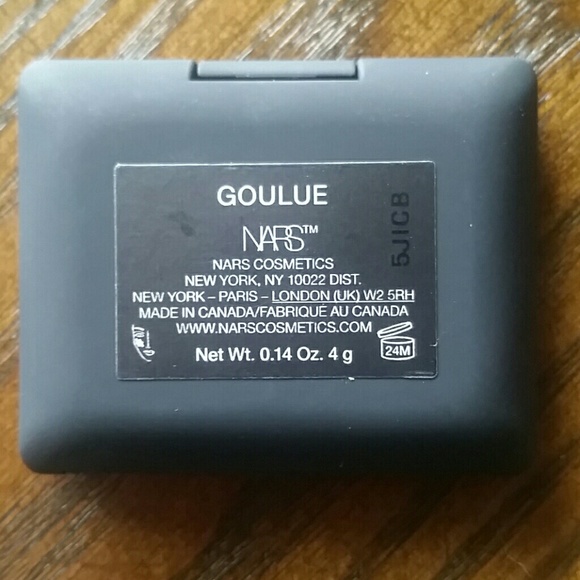 GOULUE
NARS™
5JICB
NARS COSMETICS
NEW YORK, NY 10022 DIST.
NEW YORK – PARIS – LONDON (UK) W2 5RH
MADE IN CANADA/FABRIQUÉ AU CANADA
WWW.NARSCOSMETICS.COM
Net Wt. 0.14 Oz. 4 g
24M